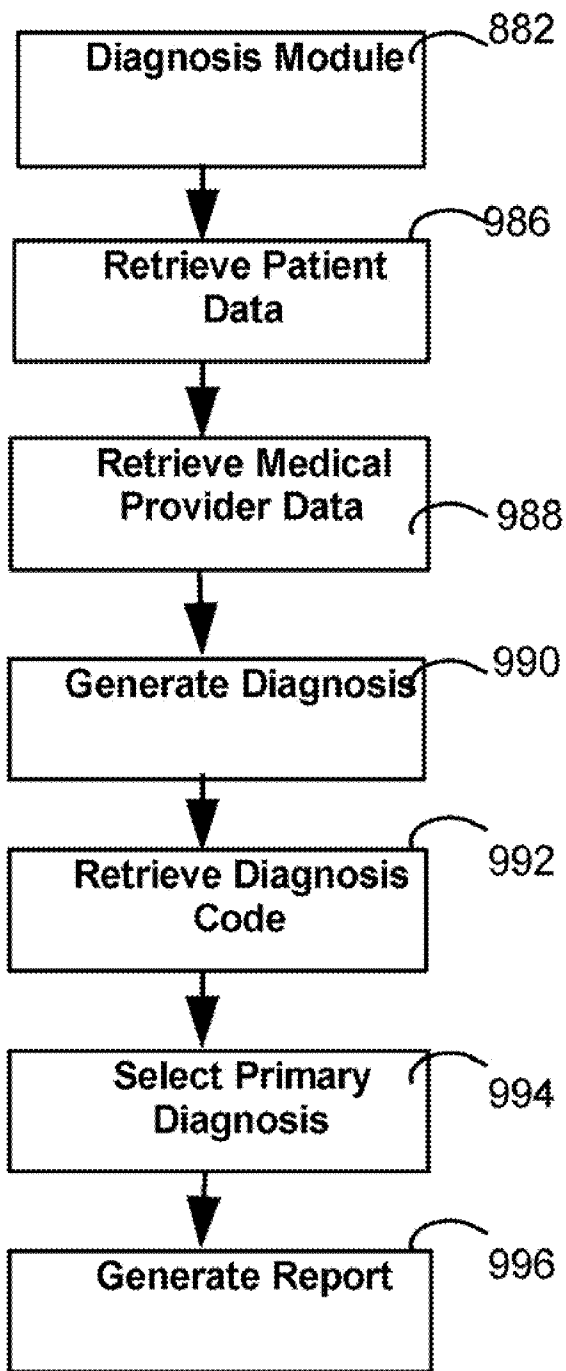 882
Diagnosis Module
986
Retrieve Patient
Data
Retrieve Medical
Provider Data
988
Generate Diagnosis
990
992
Retrieve Diagnosis
Code
Select Primary
Diagnosis
994
Generate Report
996